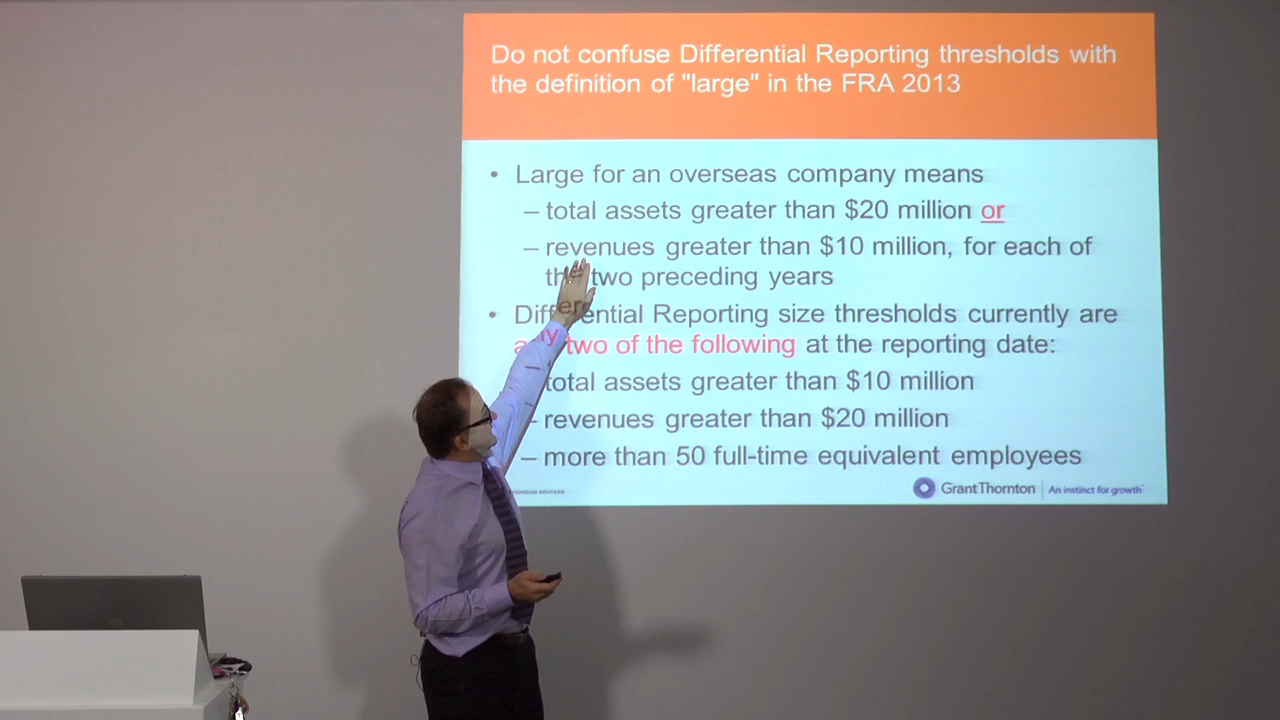 Do not confuse Differential Reporting thresholds with
the definition of "large" in the FRA 2013
• Large for an overseas company means
– total assets greater than $20 million or
– revenues greater than $10 million, for each of
the two preceding years
• Differential Reporting size thresholds currently are
any two of the following at the reporting date:
– total assets greater than $10 million
– revenues greater than $20 million
– more than 50 full-time equivalent employees
REUTERS
Grant Thornton
An instinct for growth